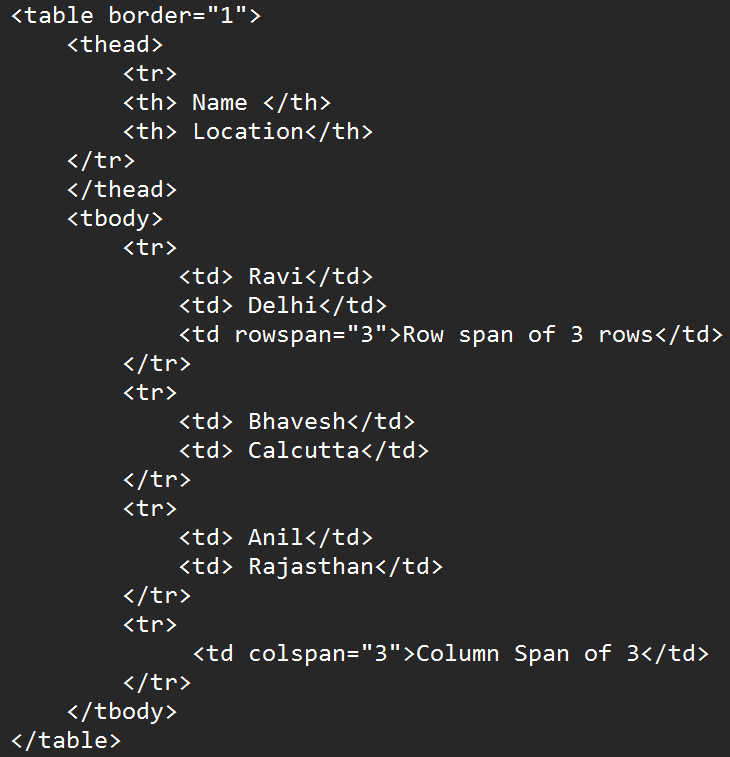 <table border="1">
    <thead>
        <tr>
        <th> Name </th>
        <th> Location</th>
    </tr>
    </thead>
    <tbody>
        <tr>
            <td> Ravi</td>
            <td> Delhi</td>
            <td rowspan="3">Row span of 3 rows</td>
        </tr>
        <tr>
            <td> Bhavesh</td>
            <td> Calcutta</td>
        </tr>
        <tr>
            <td> Anil</td>
            <td> Rajasthan</td>
        </tr>
        <tr>
             <td colspan="3">Column Span of 3</td>
        </tr>
    </tbody>
</table>